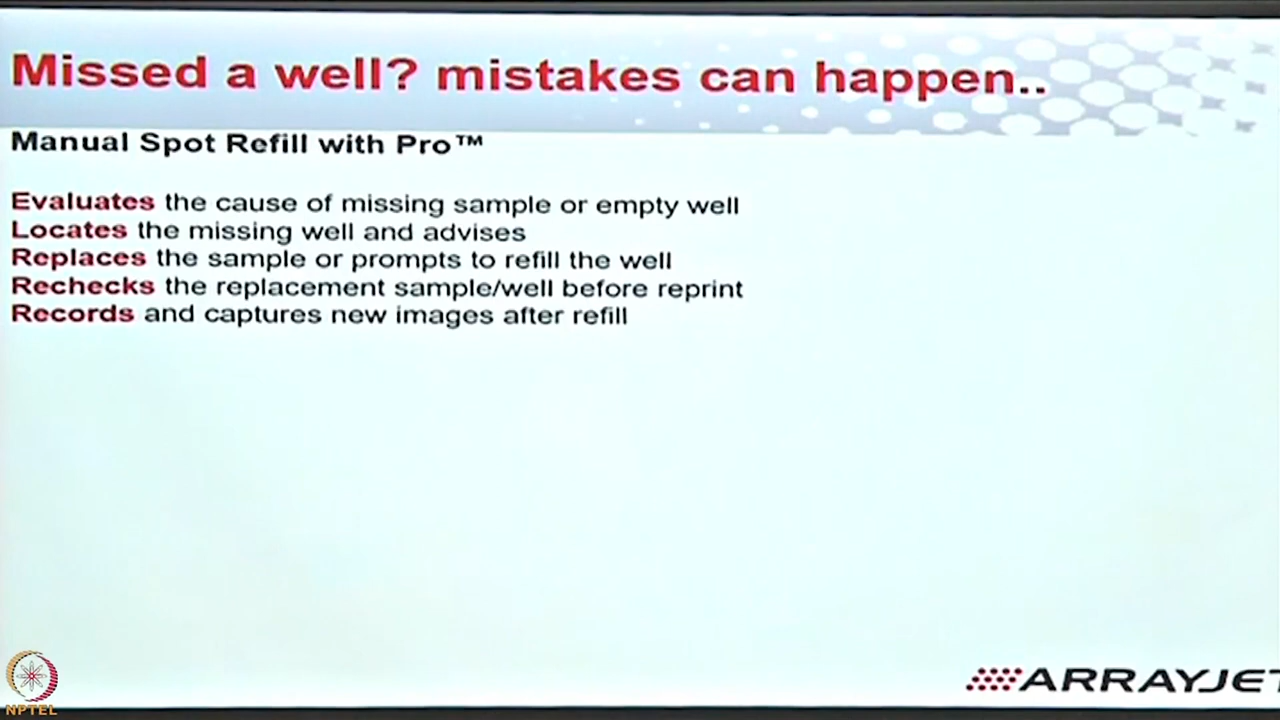 Missed a well? mistakes can happen..
Manual Spot Refill with Pro™
Evaluates the cause of missing sample or empty well
Locates the missing well and advises
Replaces the sample or prompts to refill the well
Rechecks the replacement sample/well before reprint
Records and captures new images after refill
ARRAYJET
NPTEL